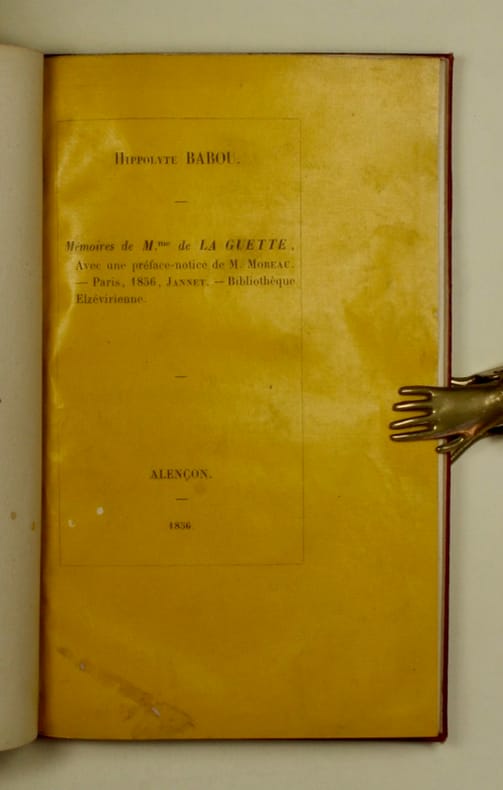 Hippolyte BABOU.
Mémoires de M.me de LA GUETTE,
Avec une préface-notice de M. Moreau.
— Paris, 1856, Jannet. — Bibliothèque
Elzévirienne.
ALENÇON.
1856